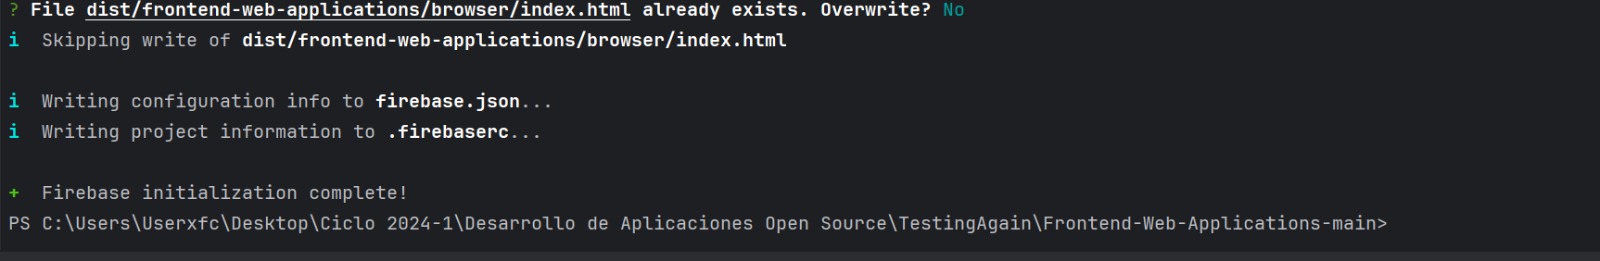 ? File dist/frontend-web-applications/browser/index.html already exists. Overwrite? No
i  Skipping write of dist/frontend-web-applications/browser/index.html
i  Writing configuration info to firebase.json...
i  Writing project information to .firebaserc...
+  Firebase initialization complete!
PS C:\Users\Userxfc\Desktop\Ciclo 2024-1\Desarrollo de Aplicaciones Open Source\TestingAgain\Frontend-Web-Applications-main>